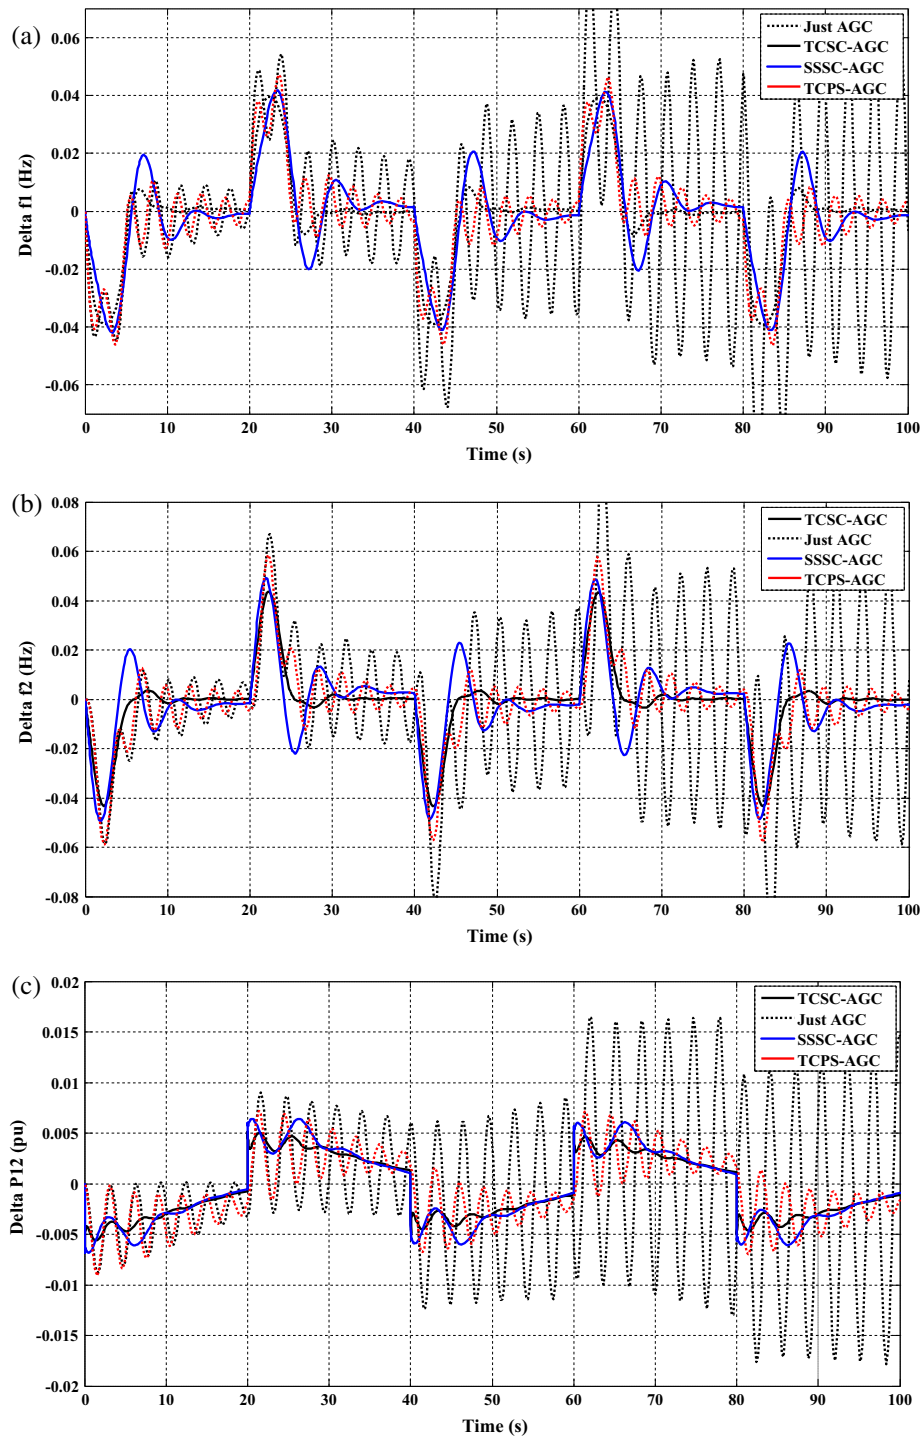 (a)
0.06
0.04
0.02
0
-0.02
-0.04
-0.06
Delta f1 (Hz)
Just AGC
TCSC-AGC
SSSC-AGC
TCPS-AGC
0 10 20 30 40 50 60 70 80 90 100
Time (s)
(b)
0.08
0.06
0.04
0.02
0
-0.02
-0.04
-0.06
-0.08
Delta f2 (Hz)
TCSC-AGC
Just AGC
SSSC-AGC
TCPS-AGC
0 10 20 30 40 50 60 70 80 90 100
Time (s)
(c)
0.02
0.015
0.01
0.005
0
-0.005
-0.01
-0.015
-0.02
Delta P12 (pu)
TCSC-AGC
Just AGC
SSSC-AGC
TCPS-AGC
0 10 20 30 40 50 60 70 80 90 100
Time (s)